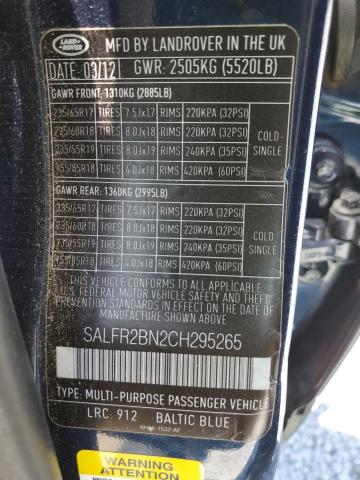 LAND-
ROVER
MFG BY LANDROVER IN THE UK
DATE: 03/12 GWR: 2505KG (5520LB)
GAWR FRONT: 1310KG (2885LB)
235/65R17 TIRES 7.5Jx17 RIMS 220KPA (32PSI)
235/60R18 TIRES 8.0Jx18 RIMS 220KPA (32PSI)
235/55R19 TIRES 8.0Jx19 RIMS 240KPA (35PSI)
155/85R18 TIRES 4.0Jx18 RIMS 420KPA (60PSI)
COLD-
SINGLE
GAWR REAR: 1360KG (2995LB)
235/65R17 TIRES 7.5Jx17 RIMS 220KPA (32PSI)
235/60R18 TIRES 8.0Jx18 RIMS 220KPA (32PSI)
235/55R19 TIRES 8.0Jx19 RIMS 240KPA (35PSI)
155/85R18 TIRES 4.0Jx18 RIMS 420KPA (60PSI)
COLD-
SINGLE
THIS VEHICLE CONFORMS TO ALL APPLICABLE
U.S. FEDERAL MOTOR VEHICLE SAFETY AND
THEFT PREVENTION STANDARDS IN EFFECT ON
THE DATE OF MANUFACTURE SHOWN ABOVE
SALFR2BN2CH295265
TYPE: MULTI-PURPOSE PASSENGER VEHICLE
LRC: 912 BALTIC BLUE
WARNING
ATTENTION